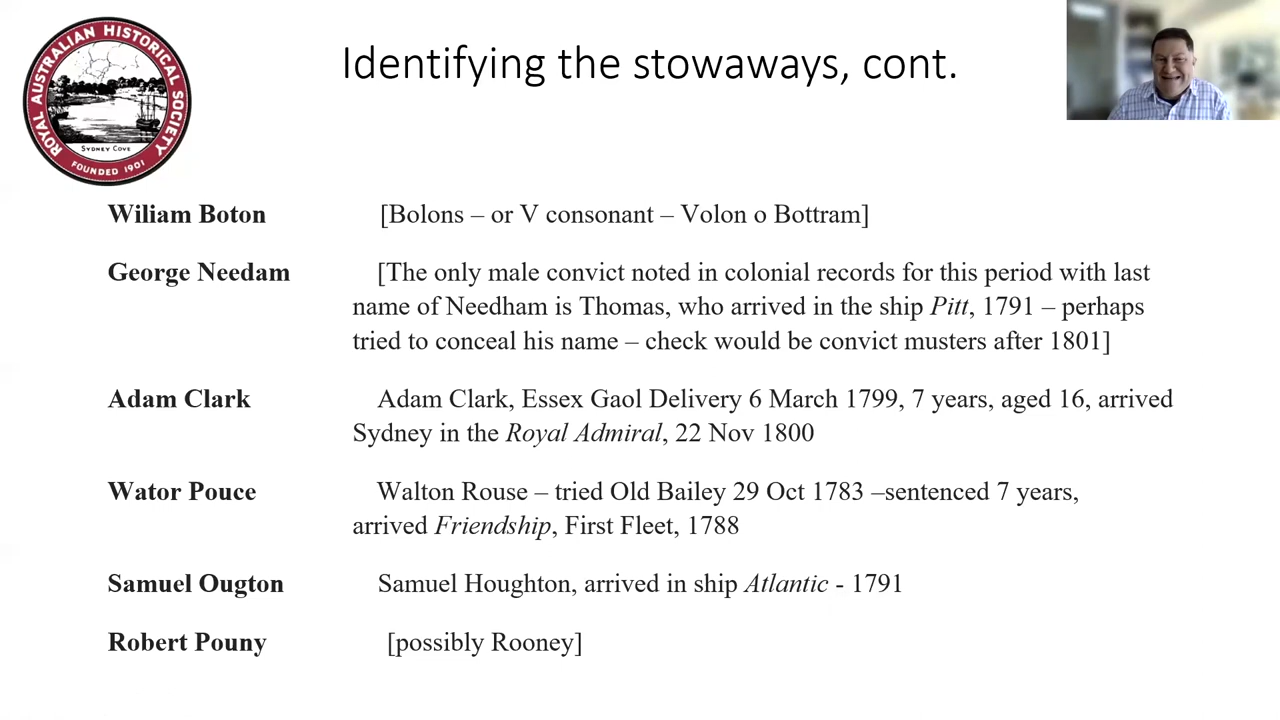 ROYAL AUSTRALIAN HISTORICAL SOCIETY
SYDNEY COVE
FOUNDED 1901
Identifying the stowaways, cont.
Wiliam Boton [Bolons – or V consonant – Volon o Bottram]
George Needam [The only male convict noted in colonial records for this period with last
name of Needham is Thomas, who arrived in the ship Pitt, 1791 – perhaps
tried to conceal his name – check would be convict musters after 1801]
Adam Clark Adam Clark, Essex Gaol Delivery 6 March 1799, 7 years, aged 16, arrived
Sydney in the Royal Admiral, 22 Nov 1800
Wator Pouce Walton Rouse – tried Old Bailey 29 Oct 1783 –sentenced 7 years,
arrived Friendship, First Fleet, 1788
Samuel Ougton Samuel Houghton, arrived in ship Atlantic - 1791
Robert Pouny [possibly Rooney]